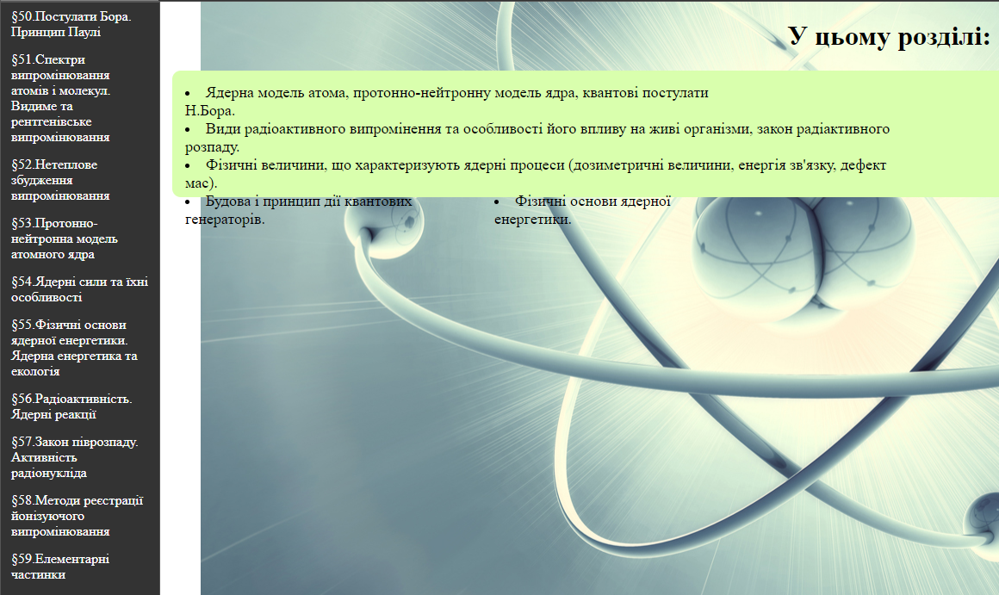 §50.Постулати Бора.
Принцип Паулі
§51.Спектри
випромінювання
атомів і молекул.
Видиме та
рентгенівське
випромінювання
§52.Нетеплове
збудження
випромінювання
§53.Протонно-
нейтронна модель
атомного ядра
§54.Ядерні сили та їхні
особливості
§55.Фізичні основи
ядерної енергетики.
Ядерна енергетика та
екологія
§56.Радіоактивність.
Ядерні реакції
§57.Закон піврозпаду.
Активність
радіонукліда
§58.Методи реєстрації
йонізуючого
випромінювання
§59.Елементарні
частинки
У цьому розділі:
• Ядерна модель атома, протонно-нейтронну модель ядра, квантові постулати
Н.Бора.
• Види радіоактивного випромінення та особливості його впливу на живі організми, закон радіактивного
розпаду.
• Фізичні величини, що характеризують ядерні процеси (дозиметричні величини, енергія зв'язку, дефект
мас).
• Будова і принцип дії квантових
генераторів.
• Фізичні основи ядерної
енергетики.